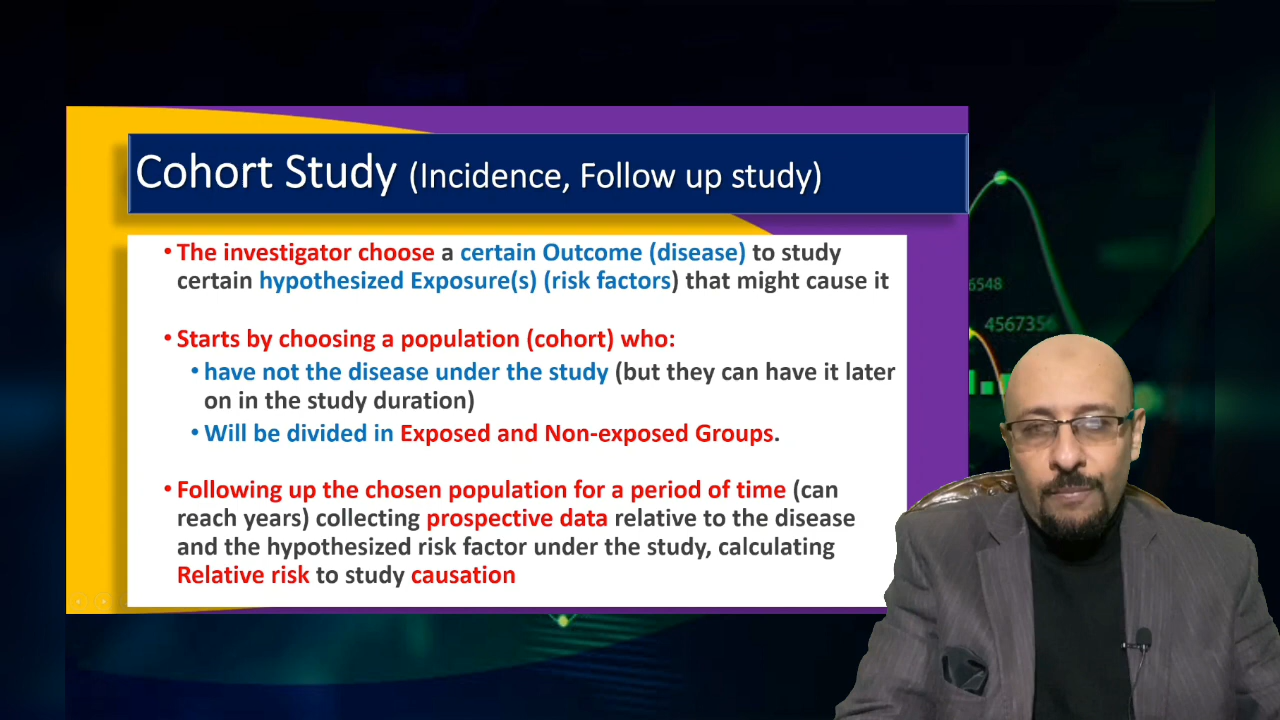 Cohort Study (Incidence, Follow up study)
• The investigator choose a certain Outcome (disease) to study
certain hypothesized Exposure(s) (risk factors) that might cause it
• Starts by choosing a population (cohort) who:
• have not the disease under the study (but they can have it later
on in the study duration)
• Will be divided in Exposed and Non-exposed Groups.
• Following up the chosen population for a period of time (can
reach years) collecting prospective data relative to the disease
and the hypothesized risk factor under the study, calculating
Relative risk to study causation
6548
456735